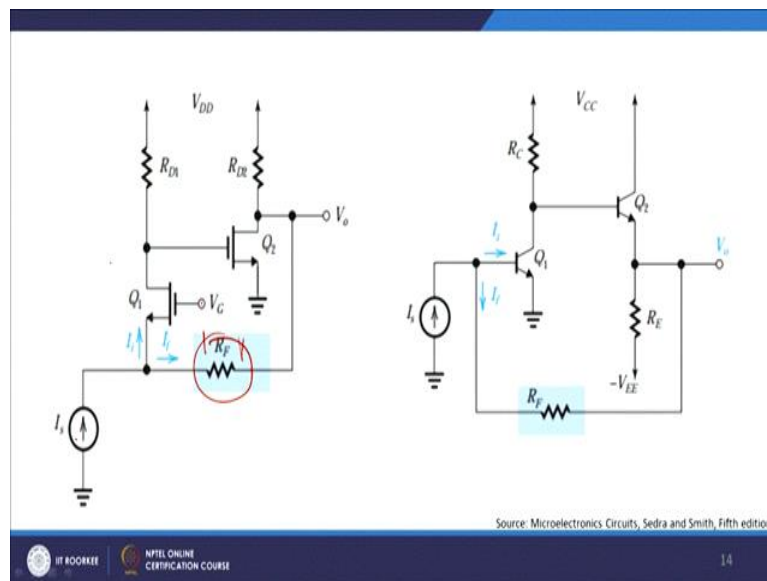 V_DD
R_D1
R_D2
V_o
Q_2
Q_1
V_G
I_i
I_f
R_F
I_s
V_CC
R_C
Q_2
I_i
V_o
Q_1
I_f
I_s
R_E
-V_EE
R_F
Source: Microelectronics Circuits, Sedra and Smith, Fifth edition
IIT ROORKEE
NPTEL ONLINE
CERTIFICATION COURSE
14